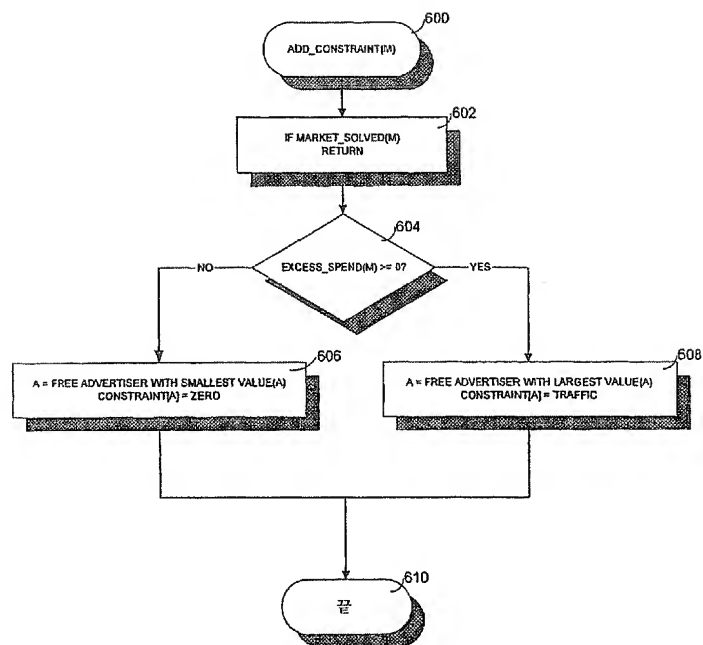 600
ADD_CONSTRAINT(M)
602
IF MARKET_SOLVED(M)
RETURN
604
EXCESS_SPEND(M) >= 0?
NO
YES
606
A = FREE ADVERTISER WITH SMALLEST VALUE(A)
CONSTRAINT[A] = ZERO
608
A = FREE ADVERTISER WITH LARGEST VALUE(A)
CONSTRAINT[A] = TRAFFIC
610
끝